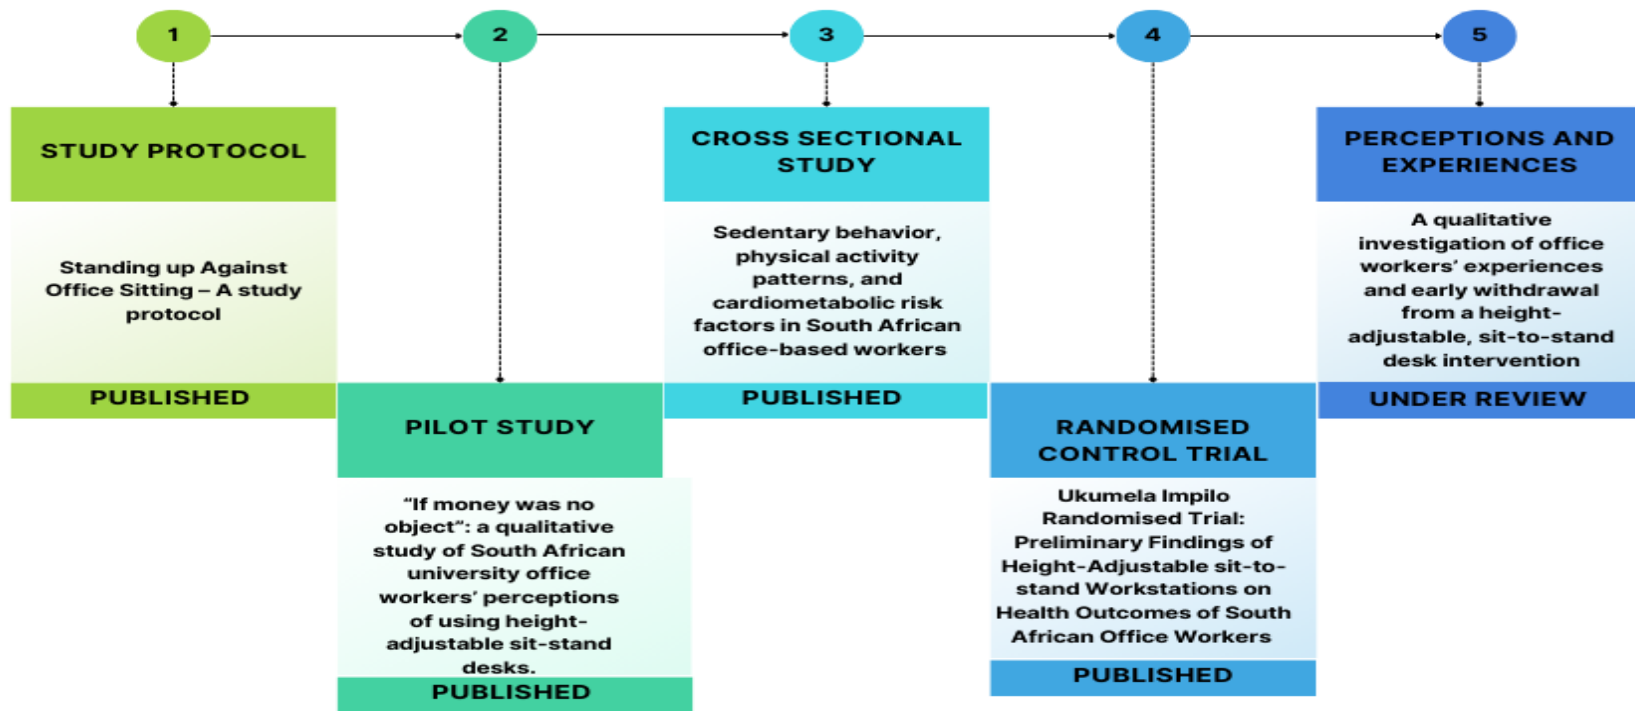 1
2
3
4
5
STUDY PROTOCOL
Standing up Against
Office Sitting – A study
protocol
PUBLISHED
PILOT STUDY
“If money was no
object”: a qualitative
study of South African
university office
workers’ perceptions
of using height-
adjustable sit-stand
desks.
PUBLISHED
CROSS SECTIONAL
STUDY
Sedentary behavior,
physical activity
patterns, and
cardiometabolic risk
factors in South African
office-based workers
PUBLISHED
RANDOMISED
CONTROL TRIAL
Ukumela Impilo
Randomised Trial:
Preliminary Findings of
Height-Adjustable sit-to-
stand Workstations on
Health Outcomes of South
African Office Workers
PUBLISHED
PERCEPTIONS AND
EXPERIENCES
A qualitative
investigation of office
workers’ experiences
and early withdrawal
from a height-
adjustable, sit-to-stand
desk intervention
UNDER REVIEW